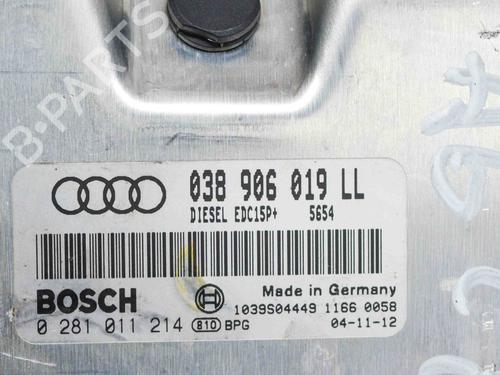 B-PARTS
038 906 019 LL
DIESEL EDC15P+ 5654
BOSCH
Made in Germany
1039S04449 1166 0058
0 281 011 214 810 BPG 04-11-12